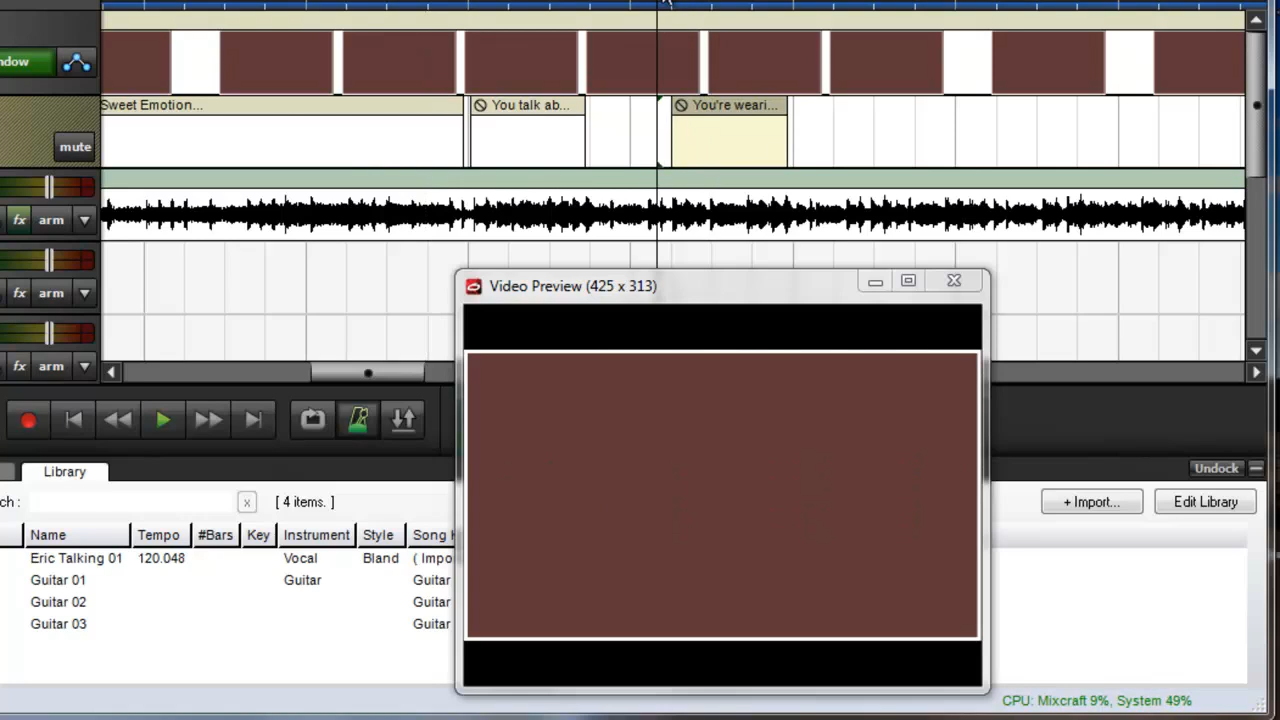 ndow
Sweet Emotion...
You talk ab...
You're weari...
mute
fx arm
fx arm
Video Preview (425 x 313)
fx arm
Library
Undock
ch :
x
[ 4 items. ]
+ Import...
Edit Library
Name Tempo #Bars Key Instrument Style Song
Eric Talking 01 120.048 Vocal Bland ( Impo
Guitar 01 Guitar Guitar
Guitar 02 Guitar
Guitar 03 Guitar
CPU: Mixcraft 9%, System 49%